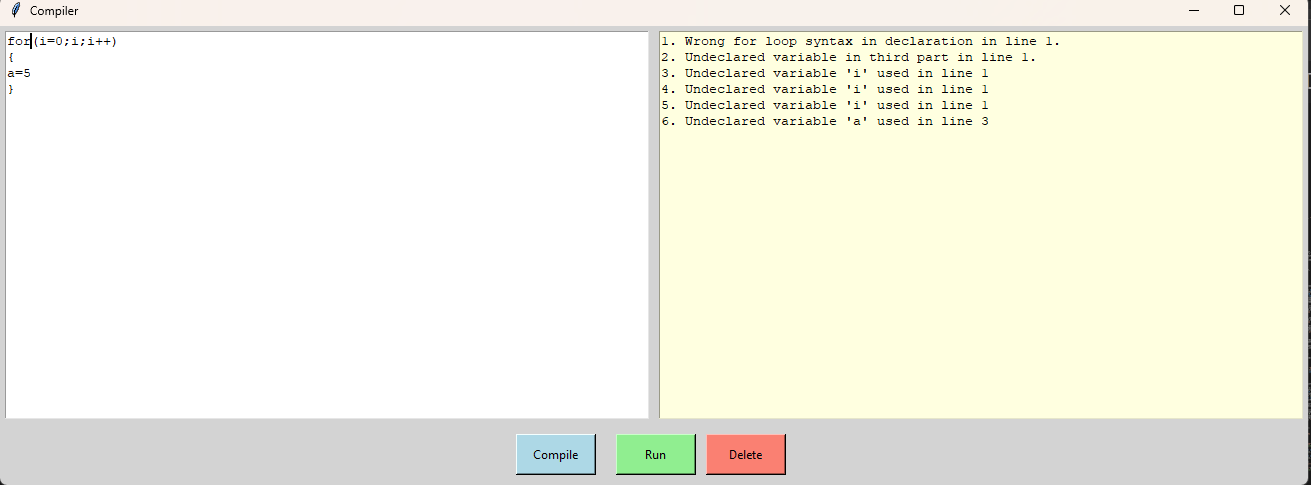 Compiler
for(i=0;i;i++)
{
a=5
}
1. Wrong for loop syntax in declaration in line 1.
2. Undeclared variable in third part in line 1.
3. Undeclared variable 'i' used in line 1
4. Undeclared variable 'i' used in line 1
5. Undeclared variable 'i' used in line 1
6. Undeclared variable 'a' used in line 3
Compile
Run
Delete